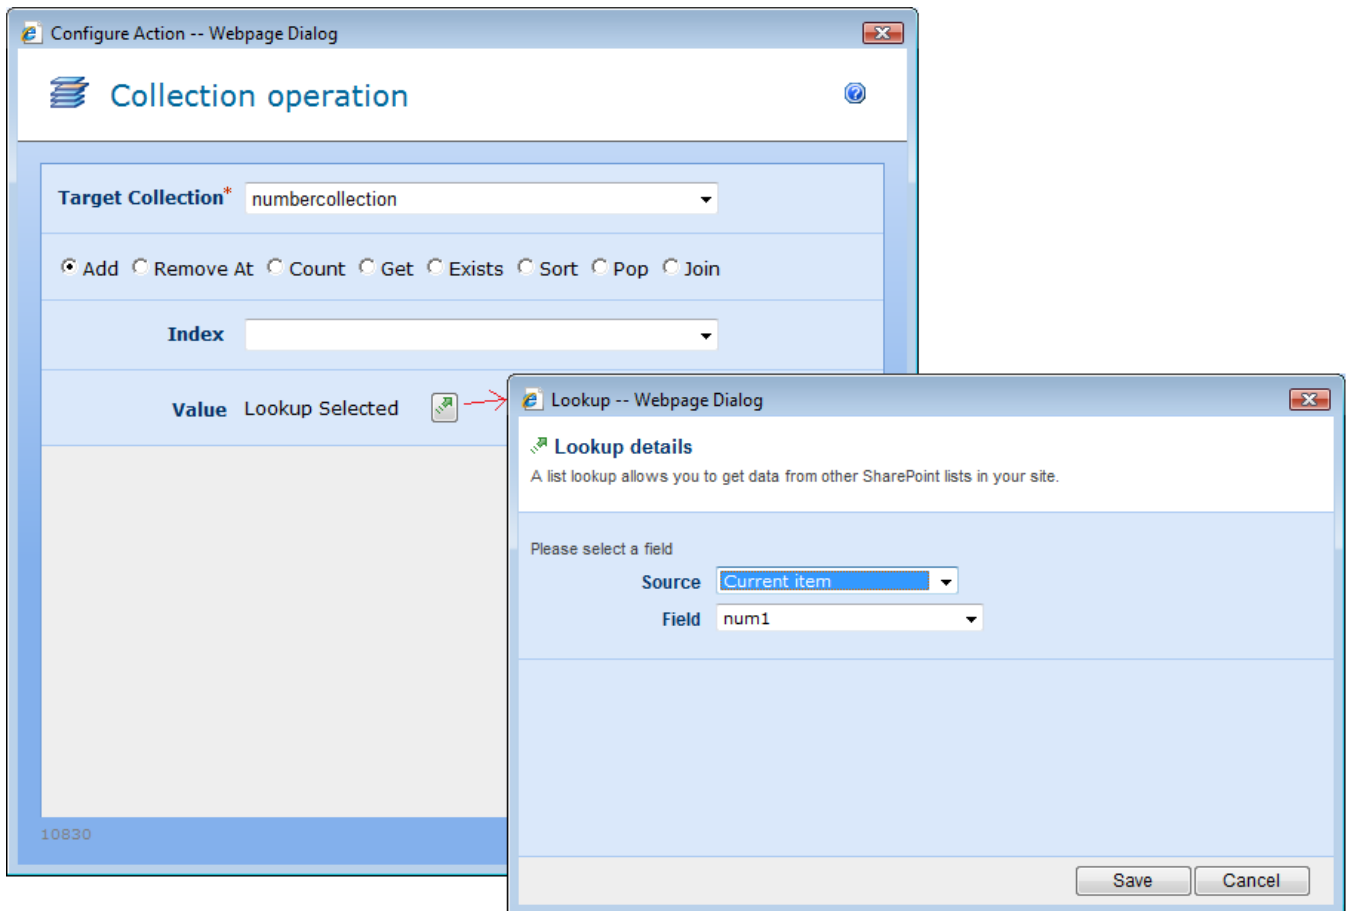 Configure Action -- Webpage Dialog
Collection operation
Target Collection* numbercollection
Add Remove At Count Get Exists Sort Pop Join
Index
Value Lookup Selected
10830
Lookup -- Webpage Dialog
Lookup details
A list lookup allows you to get data from other SharePoint lists in your site.
Please select a field
Source Current item
Field num1
Save Cancel